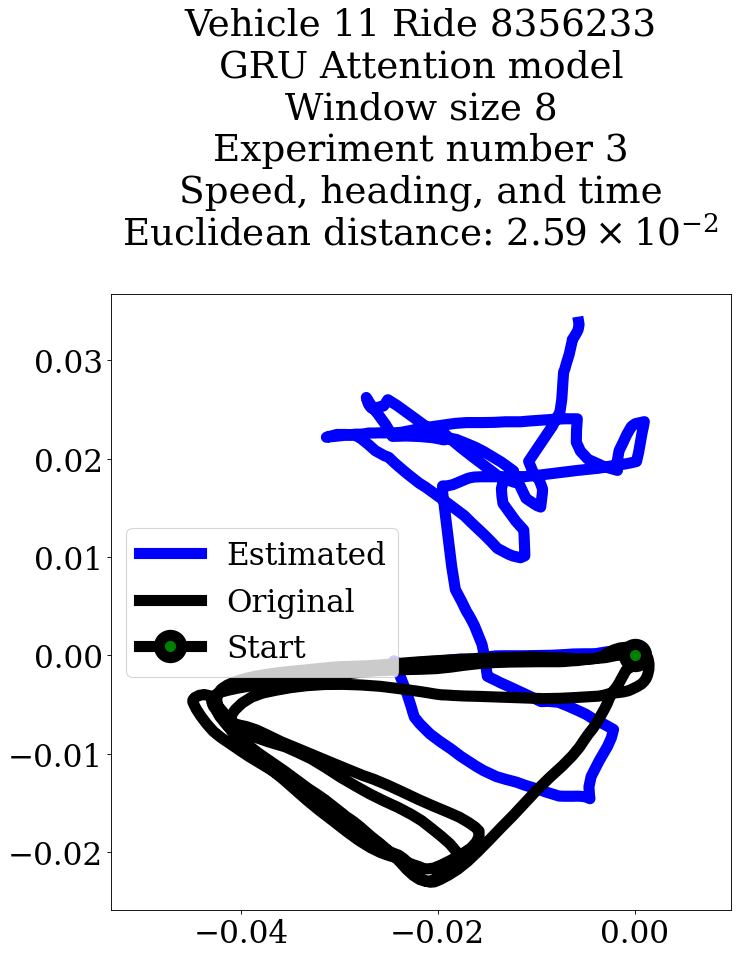 Vehicle 11 Ride 8356233
GRU Attention model
Window size 8
Experiment number 3
Speed, heading, and time
Euclidean distance: 2.59 × 10⁻²
0.03
0.02
0.01
0.00
−0.01
−0.02
Estimated
Original
Start
−0.04
−0.02
0.00